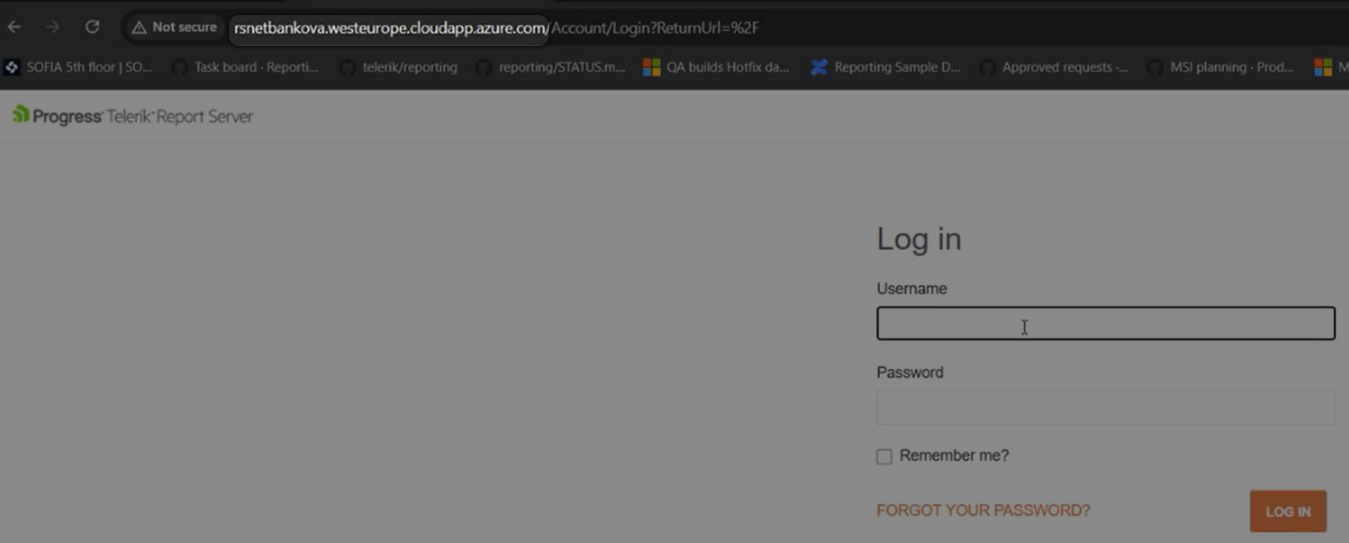 Not secure rsnetbankova.westeurope.cloudapp.azure.com/Account/Login?ReturnUrl=%2F
SOFIA 5th floor | SO... Task board · Reporti... telerik/reporting reporting/STATUS.m... QA builds Hotfix da... Reporting Sample D... Approved requests ·... MSI planning · Prod... M
Progress® Telerik® Report Server
Log in
Username
Password
Remember me?
FORGOT YOUR PASSWORD?
LOG IN